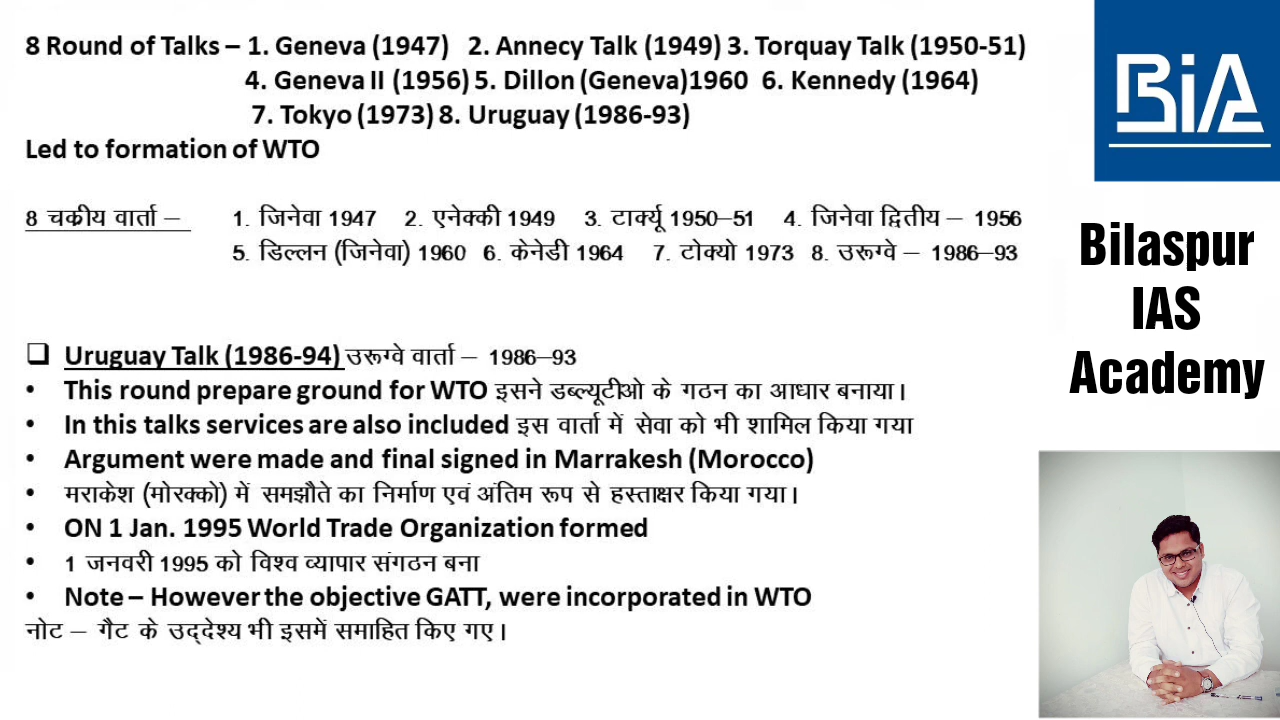 8 Round of Talks – 1. Geneva (1947) 2. Annecy Talk (1949) 3. Torquay Talk (1950-51)
4. Geneva II (1956) 5. Dillon (Geneva)1960 6. Kennedy (1964)
7. Tokyo (1973) 8. Uruguay (1986-93)
Led to formation of WTO
8 चक्रीय वार्ता – 1. जिनेवा 1947 2. एनेक्की 1949 3. टार्क्यू 1950–51 4. जिनेवा द्वितीय – 1956
5. डिल्लन (जिनेवा) 1960 6. केनेडी 1964 7. टोक्यो 1973 8. उरूग्वे – 1986–93
❑ Uruguay Talk (1986-94) उरूग्वे वार्ता – 1986–93
• This round prepare ground for WTO इसने डब्ल्यूटीओ के गठन का आधार बनाया।
• In this talks services are also included इस वार्ता में सेवा को भी शामिल किया गया
• Argument were made and final signed in Marrakesh (Morocco)
• मराकेश (मोरक्को) में समझौते का निर्माण एवं अंतिम रूप से हस्ताक्षर किया गया।
• ON 1 Jan. 1995 World Trade Organization formed
• 1 जनवरी 1995 को विश्व व्यापार संगठन बना
• Note – However the objective GATT, were incorporated in WTO
नोट – गैट के उद्देश्य भी इसमें समाहित किए गए।
BiA
Bilaspur
IAS
Academy